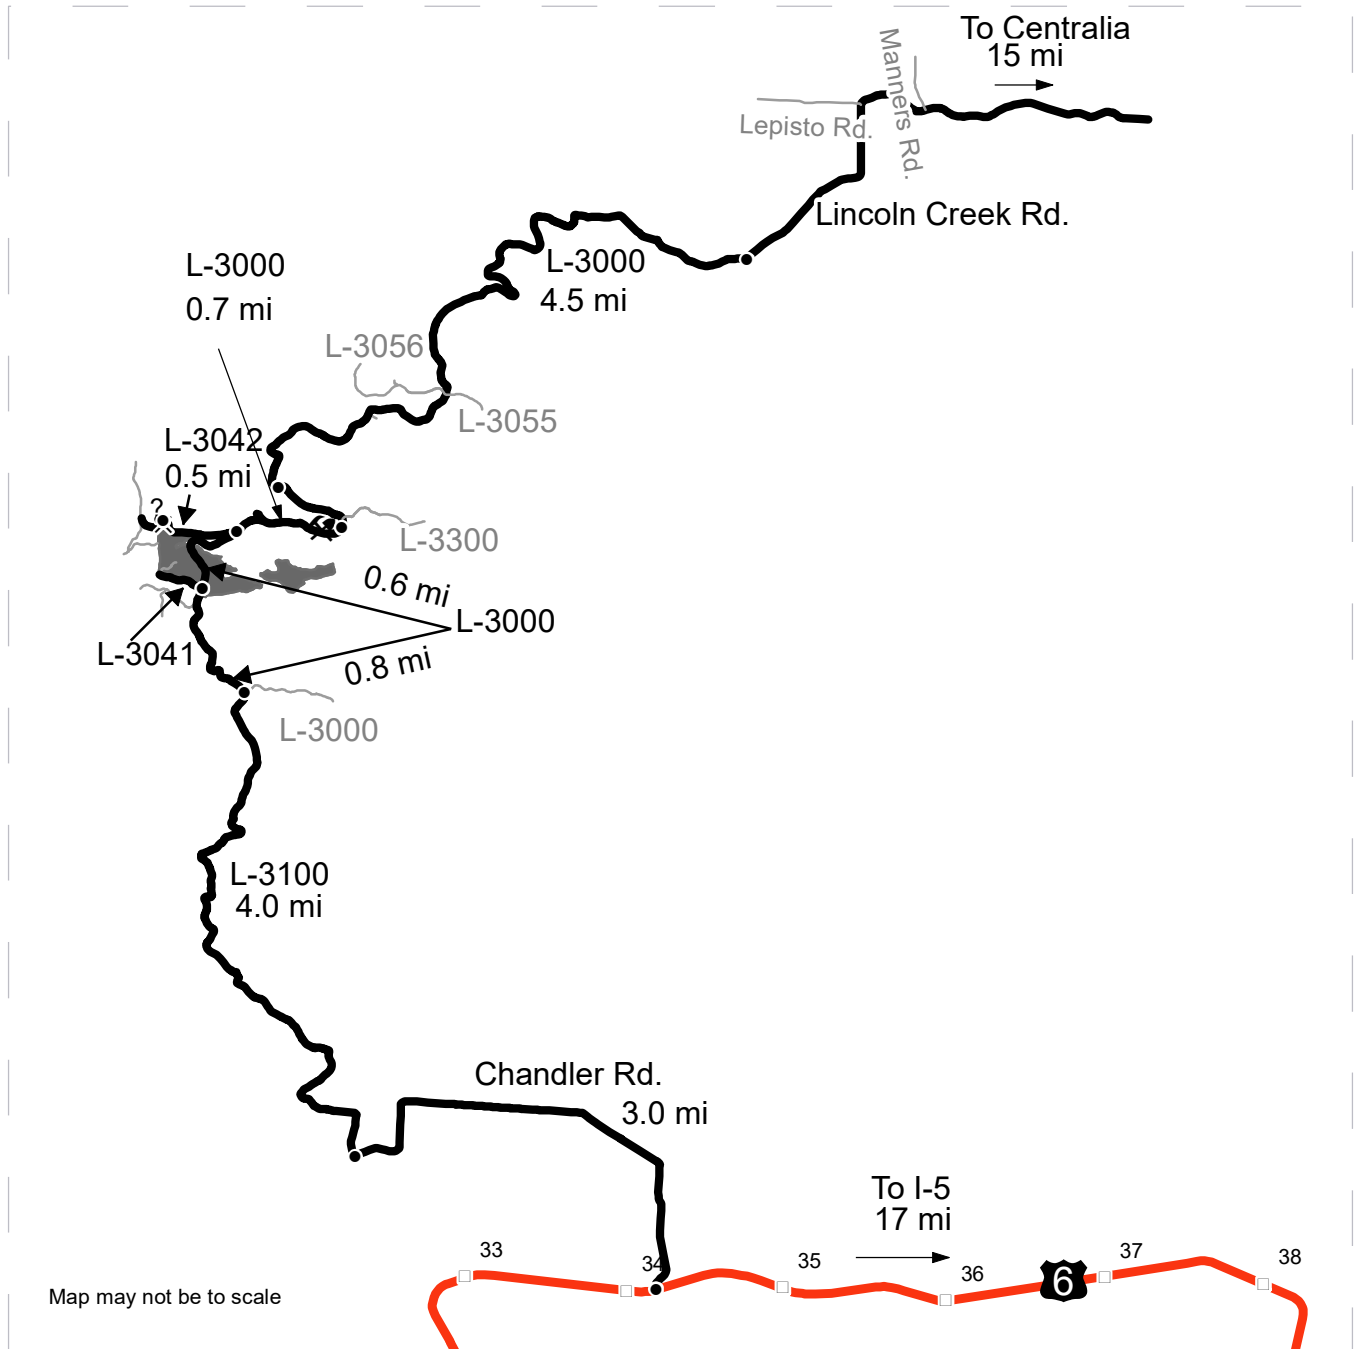 To Centralia
15 mi
Manners Rd.
Lepisto Rd.
Lincoln Creek Rd.
L-3000
4.5 mi
L-3000
0.7 mi
L-3056
L-3055
L-3042
0.5 mi
?
L-3300
0.6 mi
L-3000
0.8 mi
L-3041
L-3000
L-3100
4.0 mi
Chandler Rd.
3.0 mi
To I-5
17 mi
33
34
35
36
6
37
38
Map may not be to scale